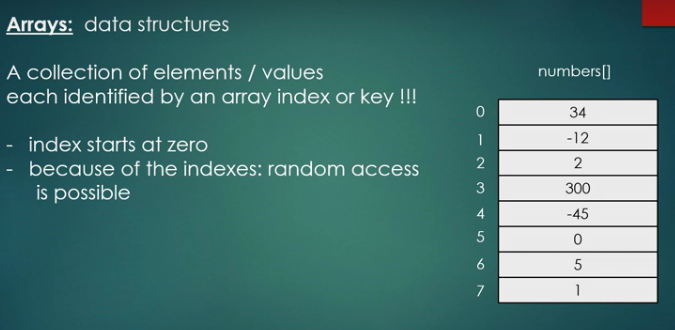 Arrays: data structures
A collection of elements / values
each identified by an array index or key !!!
- index starts at zero
- because of the indexes: random access
is possible
numbers[]
0 34
1 -12
2 2
3 300
4 -45
5 0
6 5
7 1